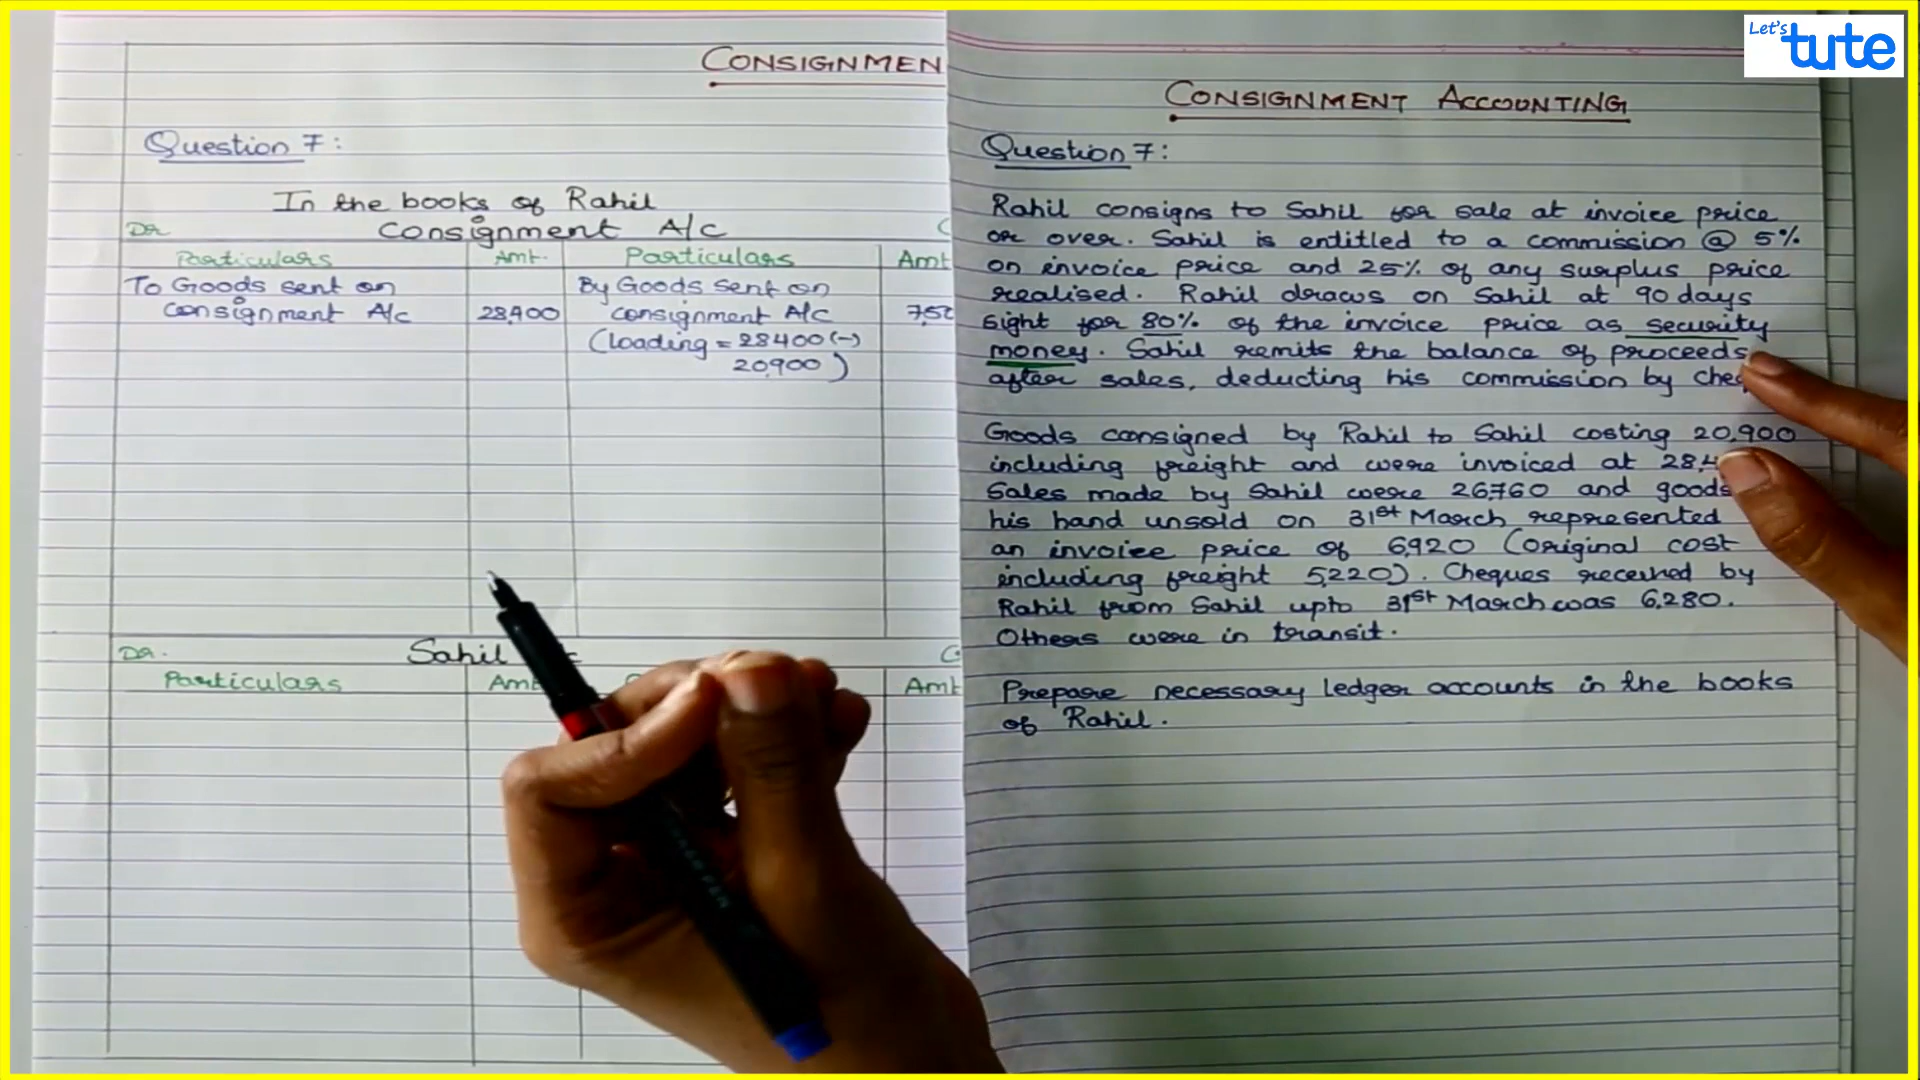 Let's tute
CONSIGNMEN
Question 7:
In the books of Rahil
Dr Consignment A/c
Particulars Amt. Particulars Amt
To Goods sent on By Goods sent on
consignment A/c 28,400 consignment A/c 7,50
(loading = 28400 (-)
20,900)
Dr. Sahil
Particulars Amt Amt
CONSIGNMENT ACCOUNTING
Question 7:
Rahil consigns to Sahil for sale at invoice price
or over. Sahil is entitled to a commission @ 5%
on invoice price and 25% of any surplus price
realised. Rahil draws on Sahil at 90 days
sight for 80% of the invoice price as security
money. Sahil remits the balance of proceeds
after sales, deducting his commission by
Goods consigned by Rahil to Sahil costing 20,900
including freight and were invoiced at 28,4
Sales made by Sahil were 26,760 and goods
his hand unsold on 31st March represented
an invoice price of 6,920 (original cost
including freight 5,220). Cheques received by
Rahil from Sahil upto 31st March was 6,280.
Others were in transit.
Prepare necessary ledger accounts in the books
of Rahil.